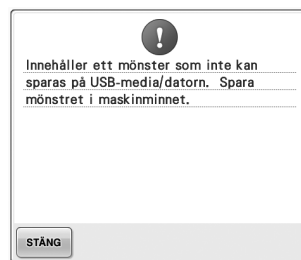 Innehåller ett mönster som inte kan
sparas på USB-media/datorn. Spara
mönstret i maskinminnet.
STÄNG